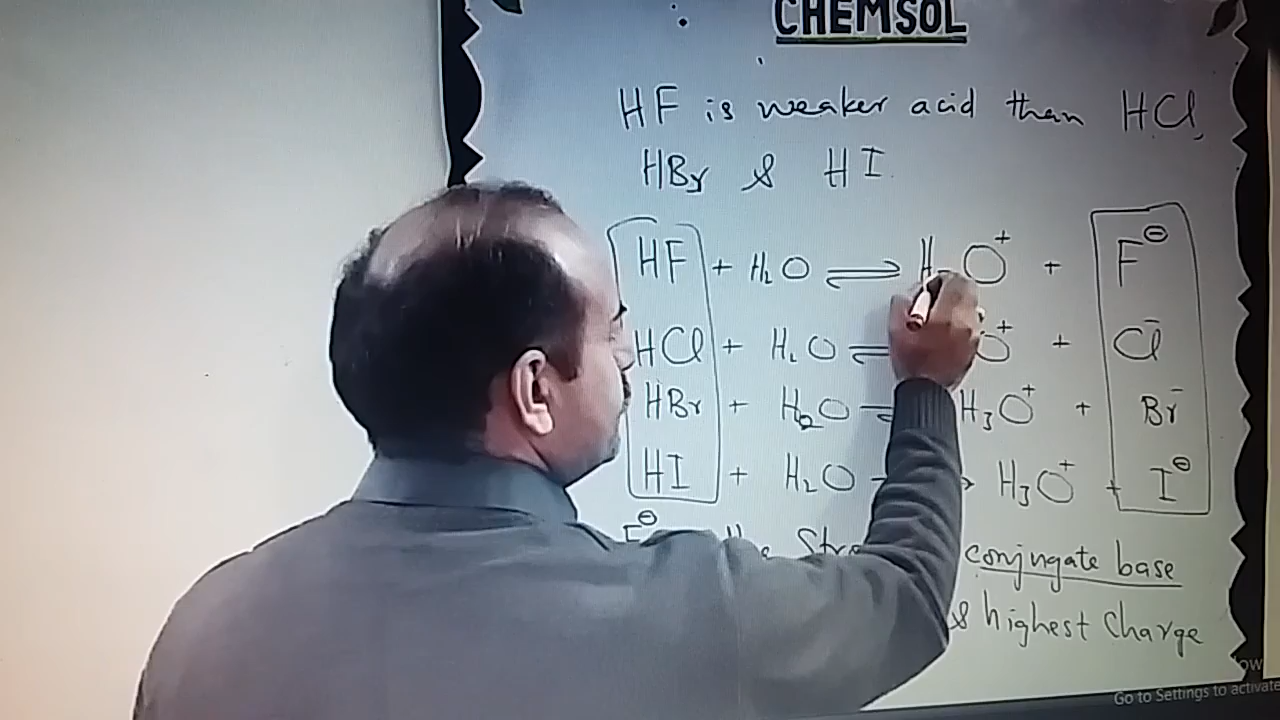 CHEMSOL
HF is weaker acid than HCl,
HBr & HI.
HF + H₂O ⇌ H₃O⁺ + F⊖
HCl + H₂O ⇌ O⁺ + Cl⁻
HBr + H₂O ⇌ H₃O⁺ + Br⁻
HI + H₂O → H₃O⁺ + I⊖
F⊖ conjugate base
& highest charge
Go to Settings to activate